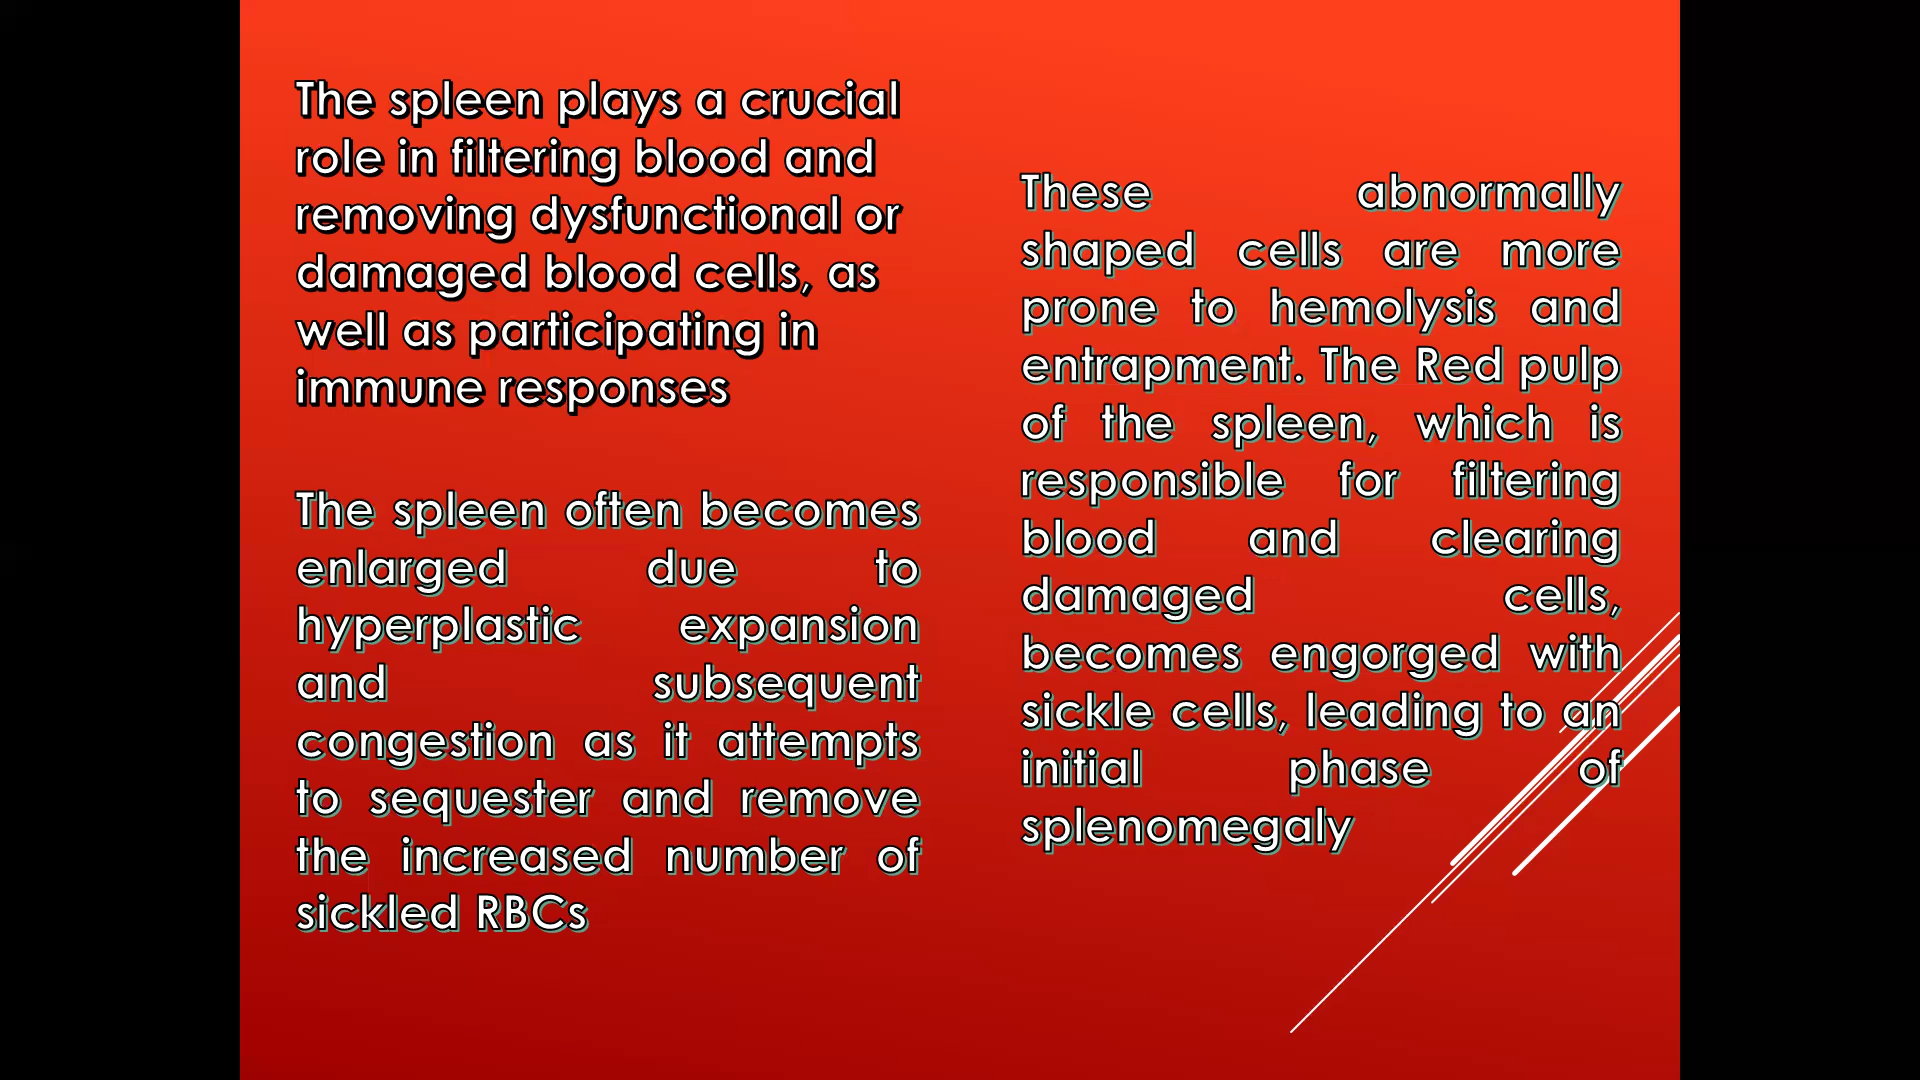 The spleen plays a crucial
role in filtering blood and
removing dysfunctional or
damaged blood cells, as
well as participating in
immune responses
The spleen often becomes
enlarged due to
hyperplastic expansion
and subsequent
congestion as it attempts
to sequester and remove
the increased number of
sickled RBCs
These abnormally
shaped cells are more
prone to hemolysis and
entrapment. The Red pulp
of the spleen, which is
responsible for filtering
blood and clearing
damaged cells,
becomes engorged with
sickle cells, leading to an
initial phase of
splenomegaly